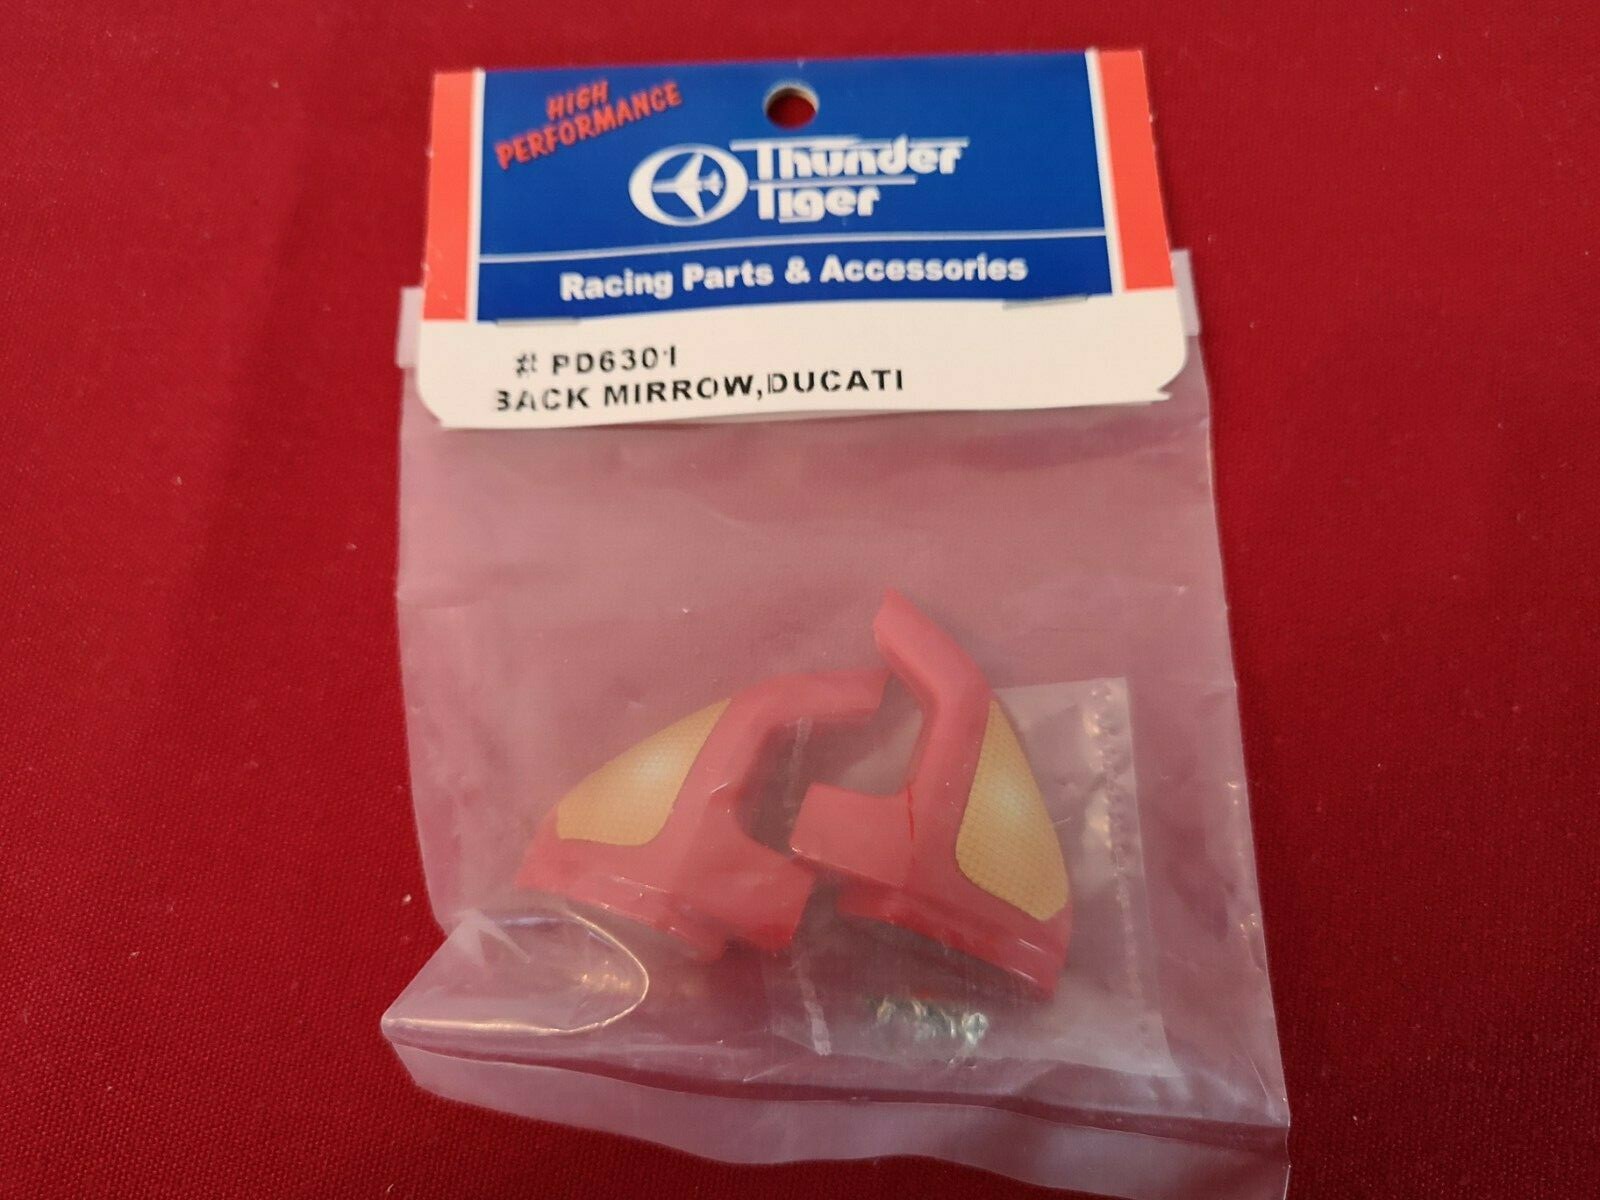 HIGH
PERFORMANCE
Thunder
Tiger
Racing Parts & Accessories
# PD6301
BACK MIRROW,DUCATI